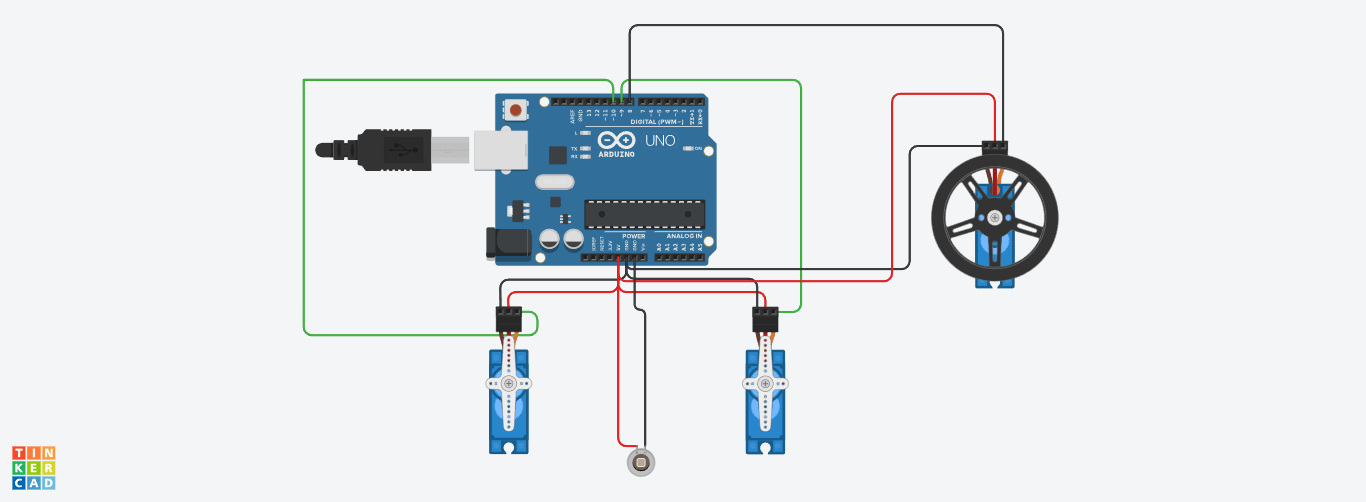 AREF
GND
13
12
~11
~10
~9
8
7
~6
~5
4
~3
2
TX→1
RX←0
DIGITAL (PWM~)
L
TX
RX
UNO
ON
ARDUINO
POWER
ANALOG IN
IOREF
RESET
3.3V
5V
GND
GND
Vin
A0
A1
A2
A3
A4
A5
TIN
KER
CAD